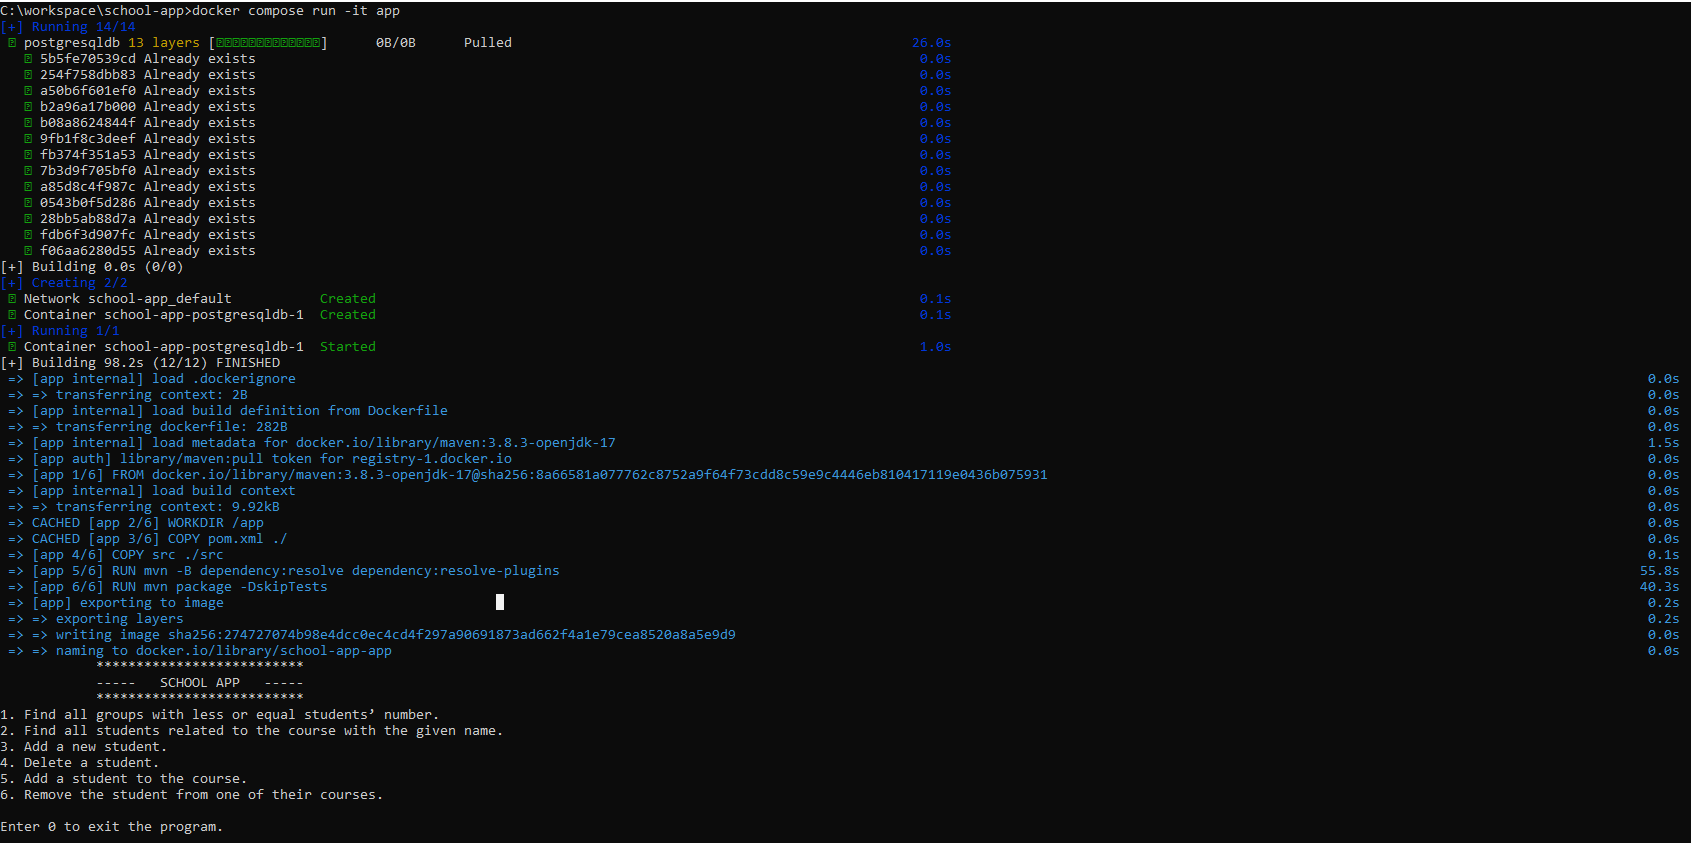 C:\workspace\school-app>docker compose run -it app
[+] Running 14/14
postgresqldb 13 layers [⍰⍰⍰⍰⍰⍰⍰⍰⍰⍰⍰⍰⍰] 0B/0B Pulled 26.0s
5b5fe70539cd Already exists 0.0s
254f758dbb83 Already exists 0.0s
a50b6f601ef0 Already exists 0.0s
b2a96a17b000 Already exists 0.0s
b08a8624844f Already exists 0.0s
9fb1f8c3deef Already exists 0.0s
fb374f351a53 Already exists 0.0s
7b3d9f705bf0 Already exists 0.0s
a85d8c4f987c Already exists 0.0s
0543b0f5d286 Already exists 0.0s
28bb5ab88d7a Already exists 0.0s
fdb6f3d907fc Already exists 0.0s
f06aa6280d55 Already exists 0.0s
[+] Building 0.0s (0/0)
[+] Creating 2/2
Network school-app_default Created 0.1s
Container school-app-postgresqldb-1 Created 0.1s
[+] Running 1/1
Container school-app-postgresqldb-1 Started 1.0s
[+] Building 98.2s (12/12) FINISHED
=> [app internal] load .dockerignore 0.0s
=> => transferring context: 2B 0.0s
=> [app internal] load build definition from Dockerfile 0.0s
=> => transferring dockerfile: 282B 0.0s
=> [app internal] load metadata for docker.io/library/maven:3.8.3-openjdk-17 1.5s
=> [app auth] library/maven:pull token for registry-1.docker.io 0.0s
=> [app 1/6] FROM docker.io/library/maven:3.8.3-openjdk-17@sha256:8a66581a077762c8752a9f64f73cdd8c59e9c4446eb810417119e0436b075931 0.0s
=> [app internal] load build context 0.0s
=> => transferring context: 9.92kB 0.0s
=> CACHED [app 2/6] WORKDIR /app 0.0s
=> CACHED [app 3/6] COPY pom.xml ./ 0.0s
=> [app 4/6] COPY src ./src 0.1s
=> [app 5/6] RUN mvn -B dependency:resolve dependency:resolve-plugins 55.8s
=> [app 6/6] RUN mvn package -DskipTests 40.3s
=> [app] exporting to image 0.2s
=> => exporting layers 0.2s
=> => writing image sha256:274727074b98e4dcc0ec4cd4f297a90691873ad662f4a1e79cea8520a8a5e9d9 0.0s
=> => naming to docker.io/library/school-app-app 0.0s
**************************
----- SCHOOL APP -----
**************************
1. Find all groups with less or equal students’ number.
2. Find all students related to the course with the given name.
3. Add a new student.
4. Delete a student.
5. Add a student to the course.
6. Remove the student from one of their courses.
Enter 0 to exit the program.